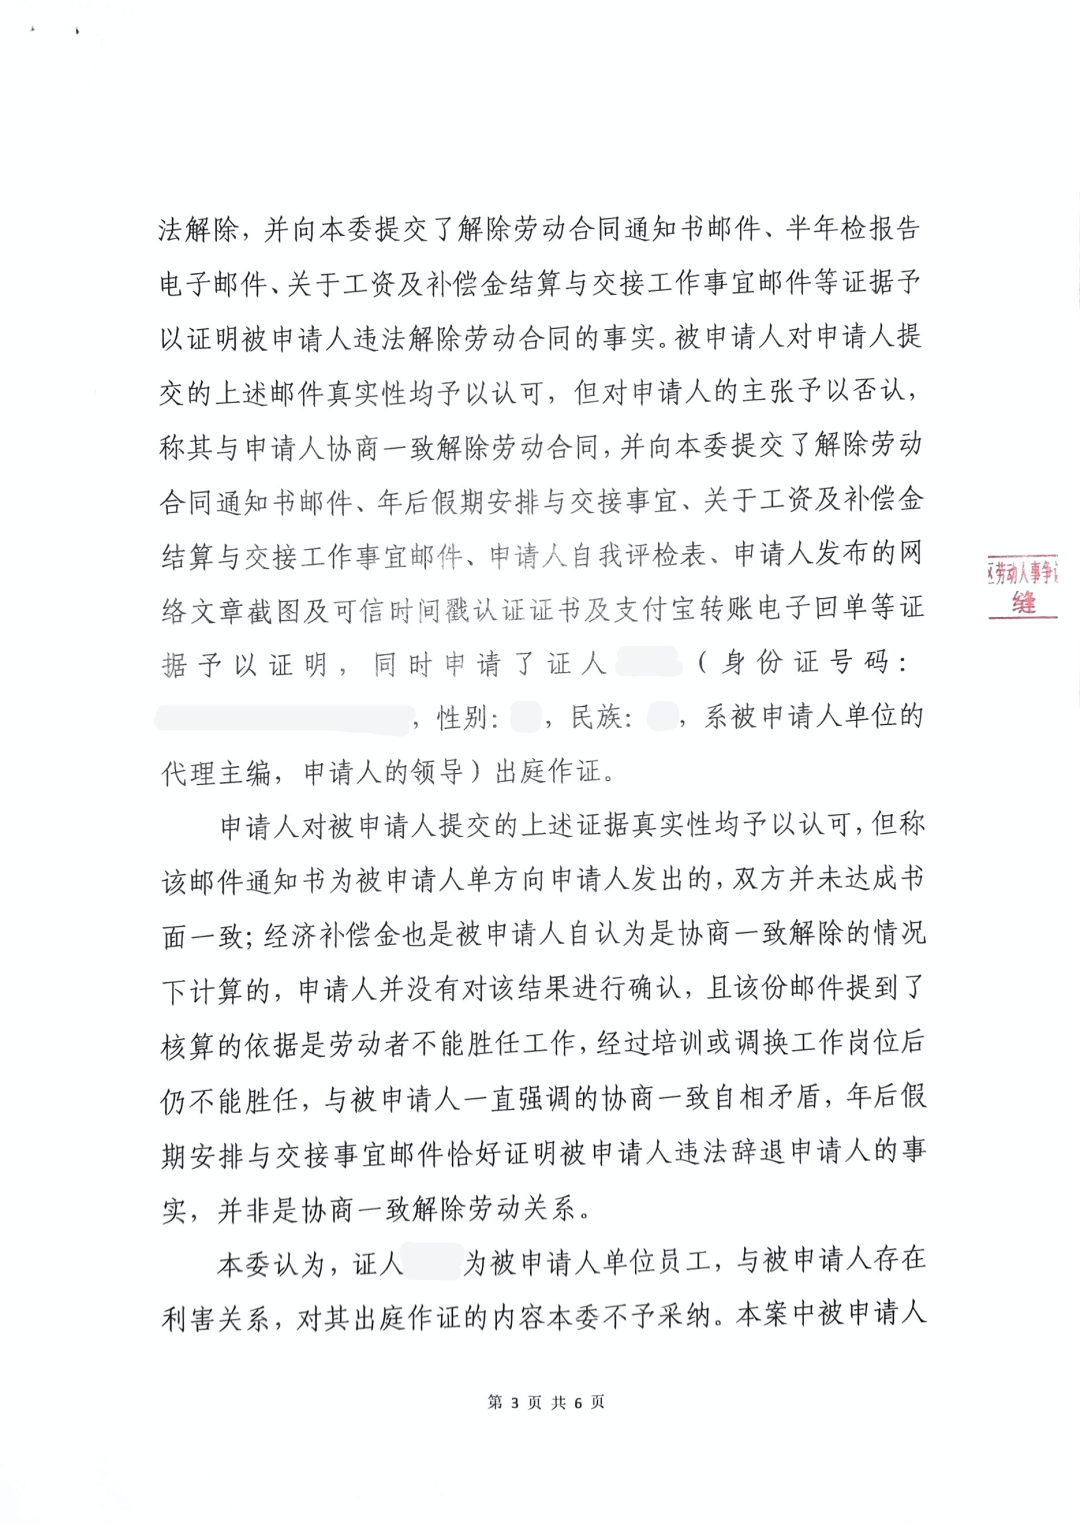 法解除，并向本委提交了解除劳动合同通知书邮件、半年检报告
电子邮件、关于工资及补偿金结算与交接工作事宜邮件等证据予
以证明被申请人违法解除劳动合同的事实。被申请人对申请人提
交的上述邮件真实性均予以认可，但对申请人的主张予以否认，
称其与申请人协商一致解除劳动合同，并向本委提交了解除劳动
合同通知书邮件、年后假期安排与交接事宜、关于工资及补偿金
结算与交接工作事宜邮件、申请人自我评检表、申请人发布的网
络文章截图及可信时间戳认证证书及支付宝转账电子回单等证
据予以证明，同时申请了证人（身份证号码：
，性别：，民族：，系被申请人单位的
代理主编，申请人的领导）出庭作证。
申请人对被申请人提交的上述证据真实性均予以认可，但称
该邮件通知书为被申请人单方向申请人发出的，双方并未达成书
面一致；经济补偿金也是被申请人自认为是协商一致解除的情况
下计算的，申请人并没有对该结果进行确认，且该份邮件提到了
核算的依据是劳动者不能胜任工作，经过培训或调换工作岗位后
仍不能胜任，与被申请人一直强调的协商一致自相矛盾，年后假
期安排与交接事宜邮件恰好证明被申请人违法辞退申请人的事
实，并非是协商一致解除劳动关系。
本委认为，证人为被申请人单位员工，与被申请人存在
利害关系，对其出庭作证的内容本委不予采纳。本案中被申请人
区劳动人事争议
缝
第 3 页 共 6 页